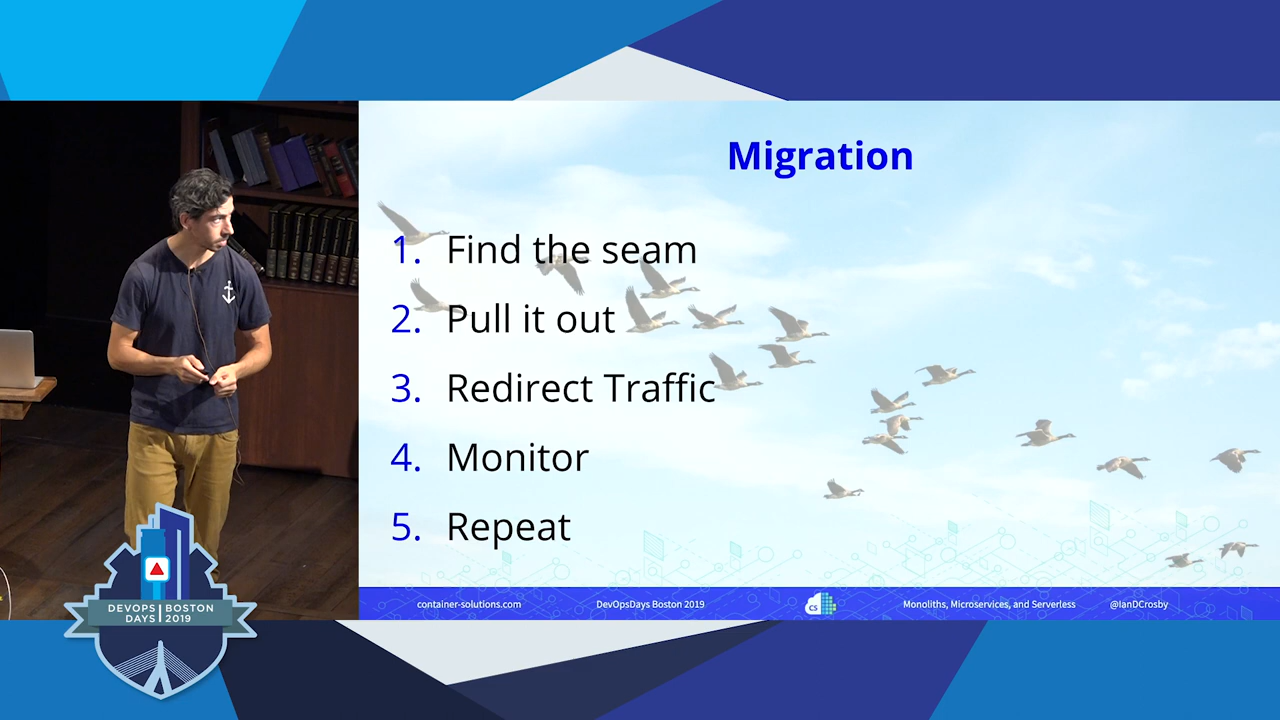 Migration
1. Find the seam
2. Pull it out
3. Redirect Traffic
4. Monitor
5. Repeat
container-solutions.com DevOpsDays Boston 2019 CS Monoliths, Microservices, and Serverless @IanDCrosby
DEVOPS BOSTON
DAYS 2019